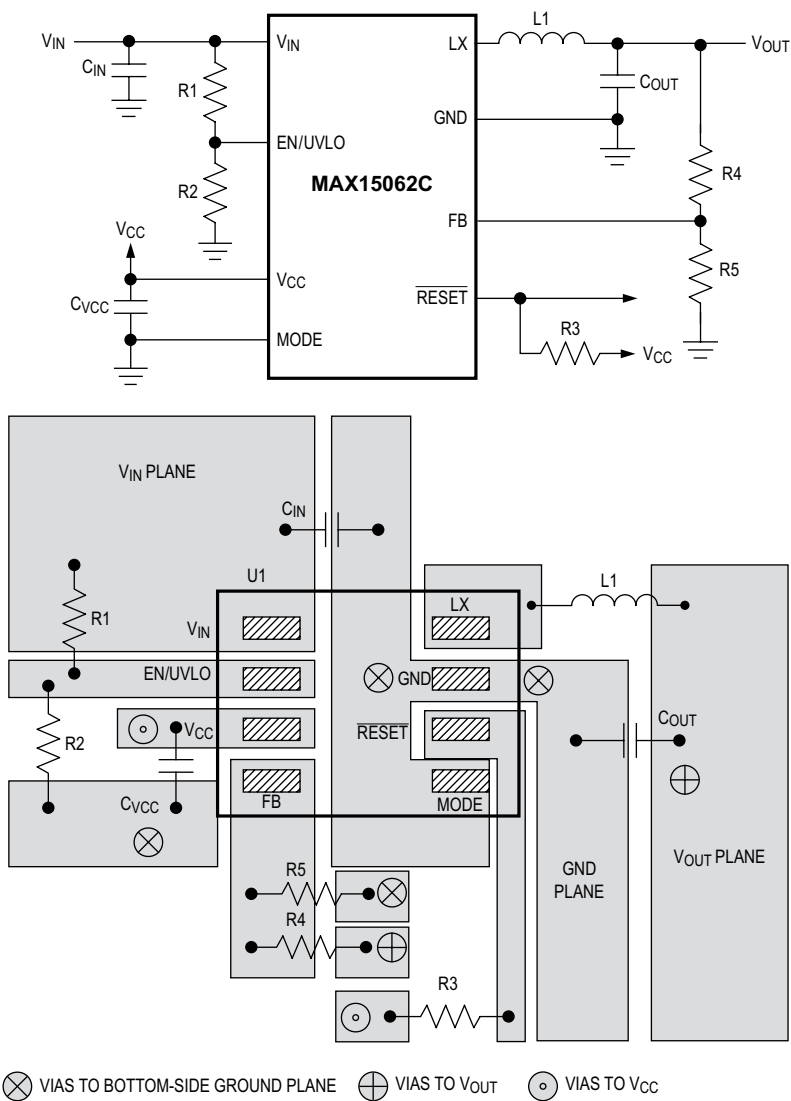 L1
VIN
VIN
LX
VOUT
CIN
COUT
R1
GND
EN/UVLO
MAX15062C
R4
R2
FB
VCC
R5
VCC
RESET
CVCC
R3
MODE
VCC
VIN PLANE
CIN
U1
L1
LX
R1
VIN
EN/UVLO
GND
COUT
VCC
RESET
R2
CVCC
FB
MODE
GND
PLANE
VOUT PLANE
R5
R4
R3
VIAS TO BOTTOM-SIDE GROUND PLANE
VIAS TO VOUT
VIAS TO VCC